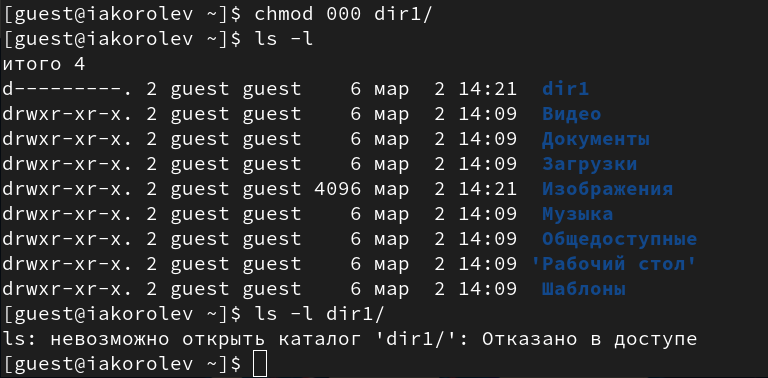 [guest@iakorolev ~]$ chmod 000 dir1/
[guest@iakorolev ~]$ ls -l
итого 4
d---------. 2 guest guest    6 мар  2 14:21  dir1
drwxr-xr-x. 2 guest guest    6 мар  2 14:09  Видео
drwxr-xr-x. 2 guest guest    6 мар  2 14:09  Документы
drwxr-xr-x. 2 guest guest    6 мар  2 14:09  Загрузки
drwxr-xr-x. 2 guest guest 4096 мар  2 14:21  Изображения
drwxr-xr-x. 2 guest guest    6 мар  2 14:09  Музыка
drwxr-xr-x. 2 guest guest    6 мар  2 14:09  Общедоступные
drwxr-xr-x. 2 guest guest    6 мар  2 14:09 'Рабочий стол'
drwxr-xr-x. 2 guest guest    6 мар  2 14:09  Шаблоны
[guest@iakorolev ~]$ ls -l dir1/
ls: невозможно открыть каталог 'dir1/': Отказано в доступе
[guest@iakorolev ~]$